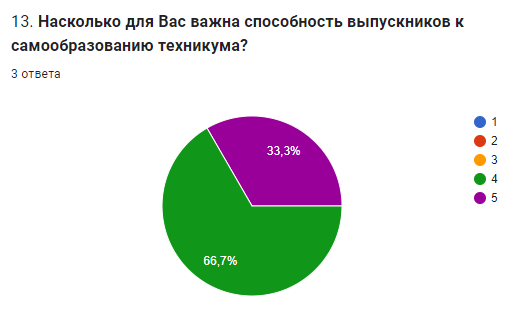 13. Насколько для Вас важна способность выпускников к
самообразованию техникума?
3 ответа
33,3%
66,7%
1
2
3
4
5